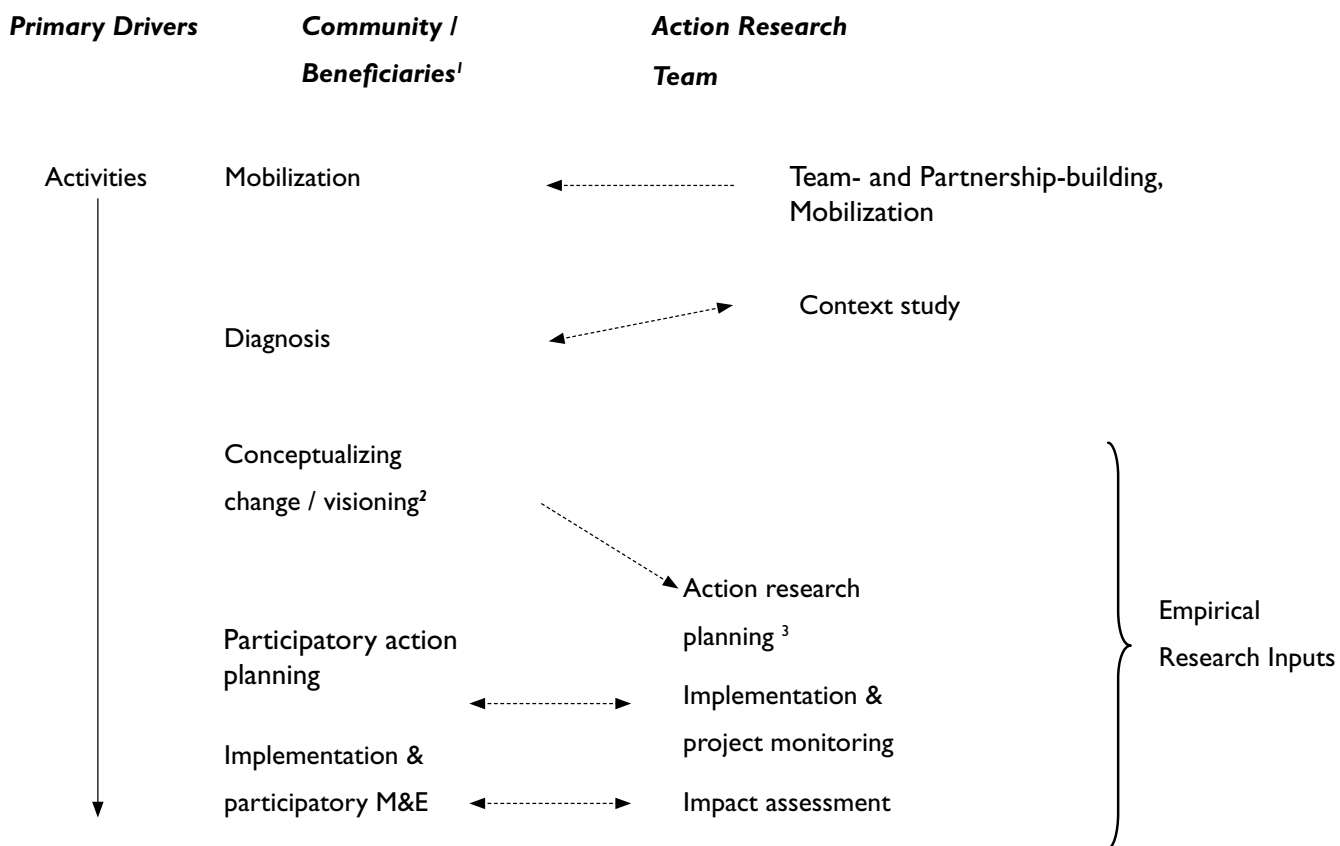 Primary Drivers
Community /
Beneficiaries¹
Action Research
Team
Activities
Mobilization
Team- and Partnership-building,
Mobilization
Context study
Diagnosis
Conceptualizing
change / visioning²
Action research
planning ³
Participatory action
planning
Implementation &
project monitoring
Implementation &
participatory M&E
Impact assessment
Empirical
Research Inputs